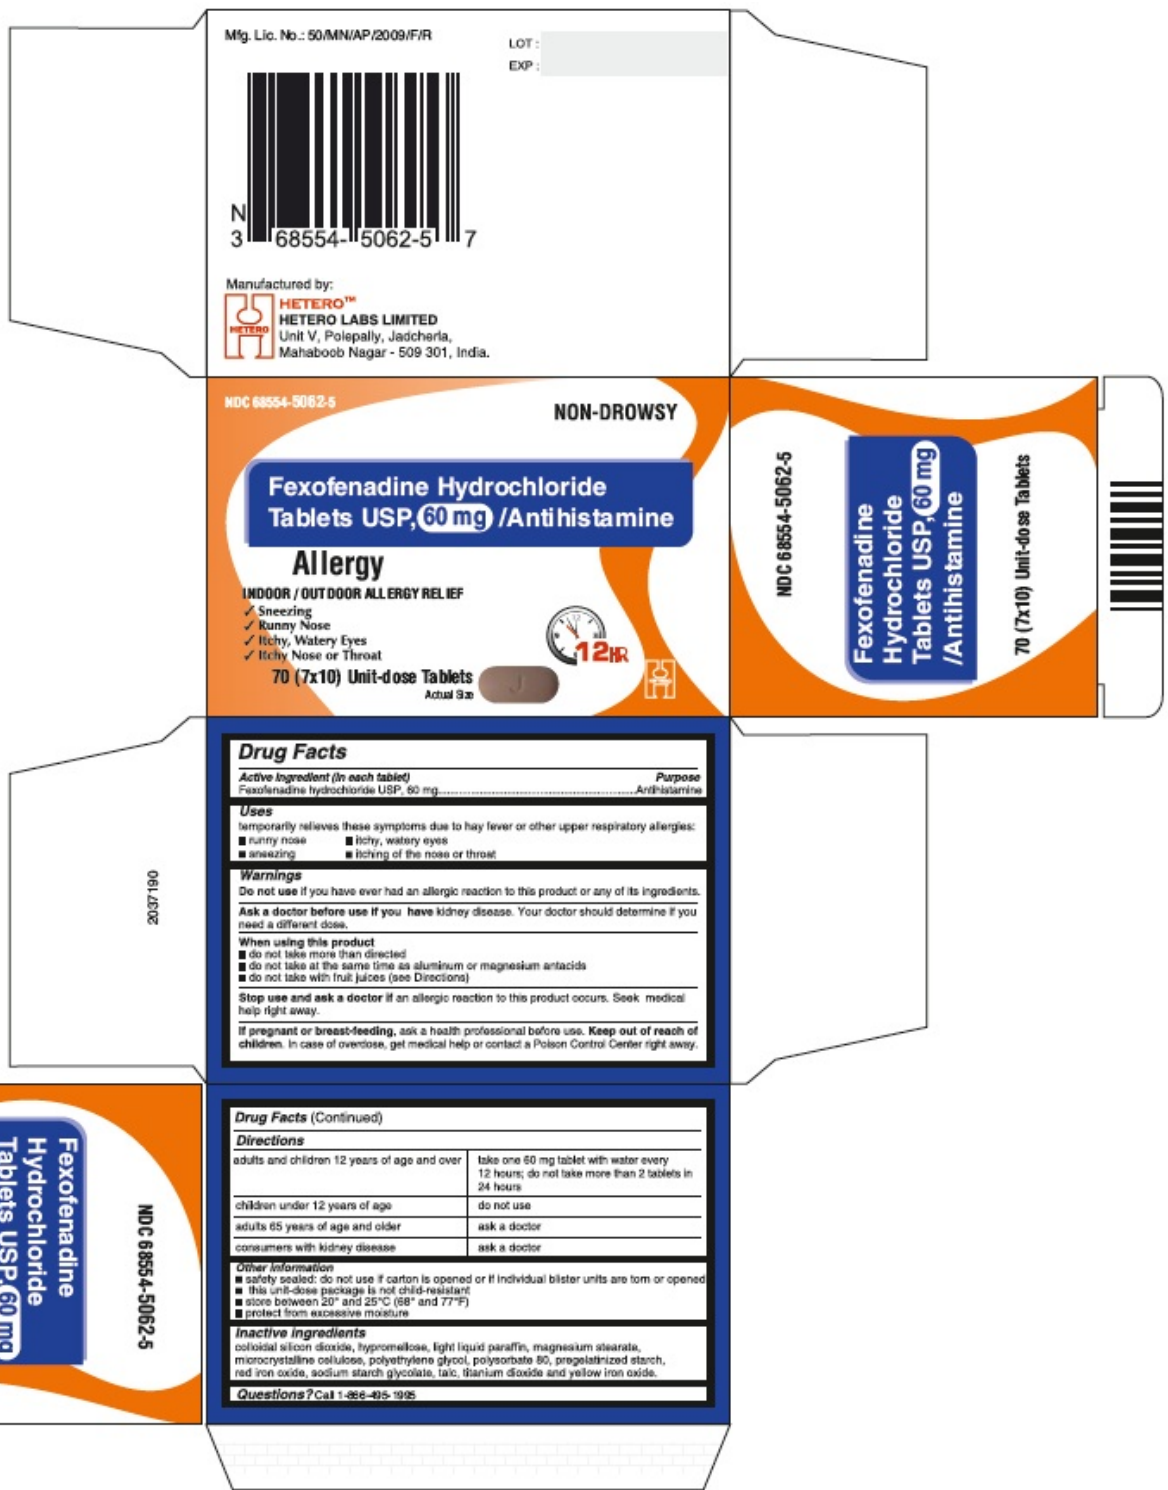 Mfg. Lic. No.: 50/MN/AP/2009/F/R
LOT :
EXP :
N
3 68554- 5062-5 7
Manufactured by:
HETERO™
HETERO
HETERO LABS LIMITED
Unit V, Polepally, Jadcherla,
Mahaboob Nagar - 509 301, India.
NDC 68554-5062-5
NON-DROWSY
Fexofenadine Hydrochloride
Tablets USP, 60 mg /Antihistamine
Allergy
INDOOR / OUTDOOR ALLERGY RELIEF
✓ Sneezing
✓ Runny Nose
✓ Itchy, Watery Eyes
✓ Itchy Nose or Throat
12HR
70 (7x10) Unit-dose Tablets
Actual Size
J
NDC 68554-5062-5
Fexofenadine
Hydrochloride
Tablets USP, 60 mg
/Antihistamine
70 (7x10) Unit-dose Tablets
Drug Facts
Active ingredient (in each tablet) Purpose
Fexofenadine hydrochloride USP, 60 mg......Antihistamine
Uses
temporarily relieves these symptoms due to hay fever or other upper respiratory allergies:
■ runny nose ■ itchy, watery eyes
■ sneezing ■ itching of the nose or throat
Warnings
Do not use if you have ever had an allergic reaction to this product or any of its ingredients.
Ask a doctor before use if you have kidney disease. Your doctor should determine if you
need a different dose.
When using this product
■ do not take more than directed
■ do not take at the same time as aluminum or magnesium antacids
■ do not take with fruit juices (see Directions)
Stop use and ask a doctor if an allergic reaction to this product occurs. Seek medical
help right away.
If pregnant or breast-feeding, ask a health professional before use. Keep out of reach of
children. In case of overdose, get medical help or contact a Poison Control Center right away.
2037190
Drug Facts (Continued)
Directions
adults and children 12 years of age and over take one 60 mg tablet with water every
12 hours; do not take more than 2 tablets in
24 hours
children under 12 years of age do not use
adults 65 years of age and older ask a doctor
consumers with kidney disease ask a doctor
Other information
■ safety sealed: do not use if carton is opened or if individual blister units are torn or opened
■ this unit-dose package is not child-resistant
■ store between 20° and 25°C (68° and 77°F)
■ protect from excessive moisture
Inactive ingredients
colloidal silicon dioxide, hypromellose, light liquid paraffin, magnesium stearate,
microcrystalline cellulose, polyethylene glycol, polysorbate 80, pregelatinized starch,
red iron oxide, sodium starch glycolate, talc, titanium dioxide and yellow iron oxide.
Questions? Call 1-866-495-1995
NDC 68554-5062-5
Fexofenadine
Hydrochloride
Tablets USP, 60 mg